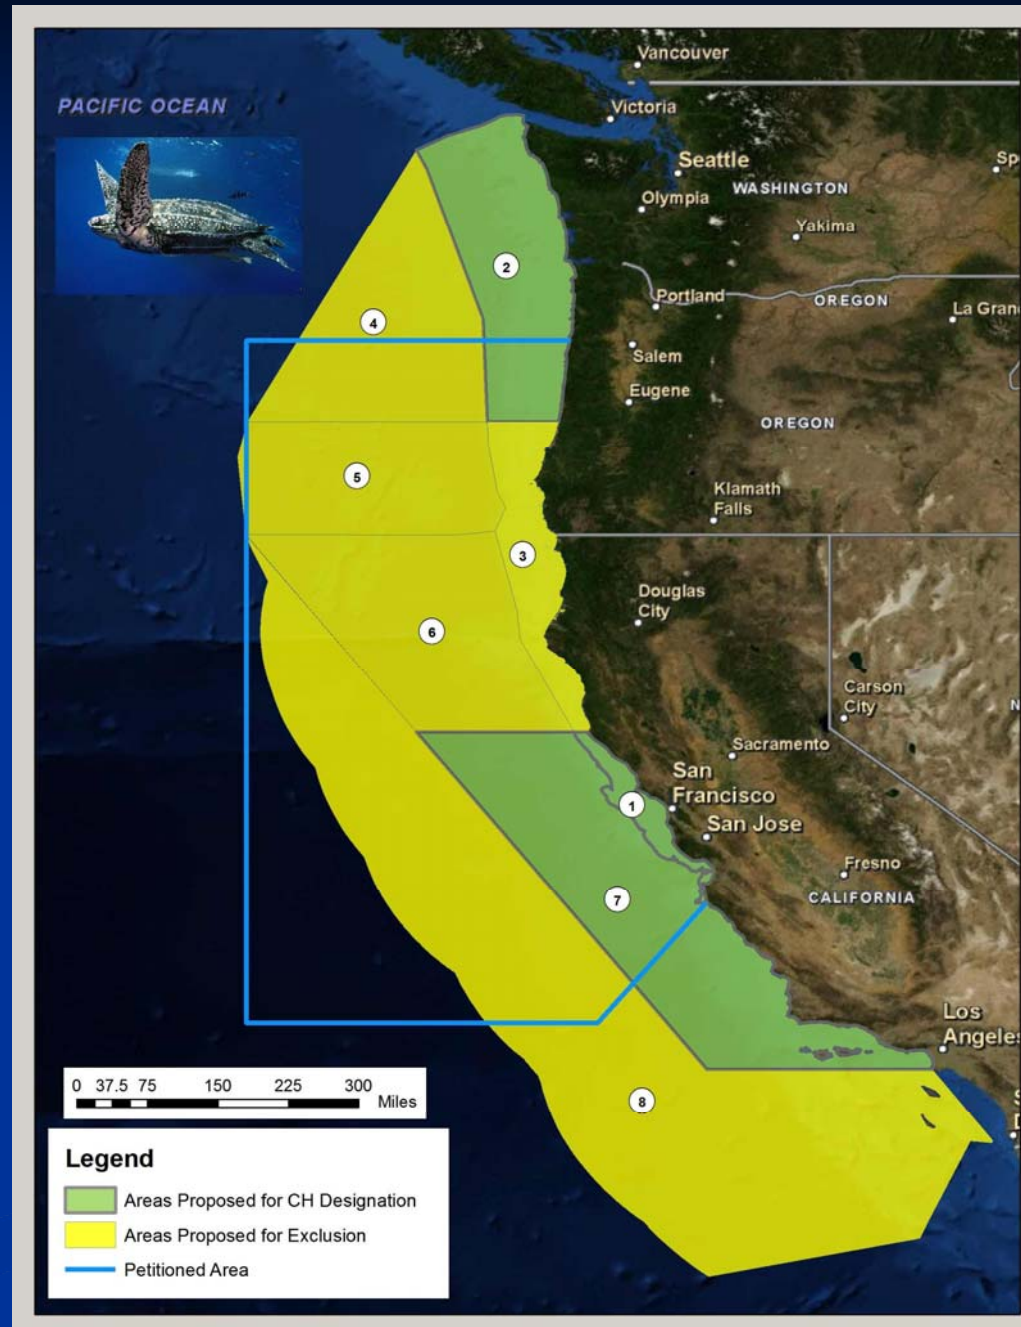 Vancouver
PACIFIC OCEAN
Victoria
Seattle
WASHINGTON
Olympia
Yakima
2
Portland
OREGON
La Gran
4
Salem
Eugene
OREGON
5
Klamath
Falls
3
Douglas
City
6
Carson
City
Sacramento
San
Francisco
1
San Jose
Fresno
CALIFORNIA
7
Los
Angeles
8
0 37.5 75 150 225 300
Miles
Legend
Areas Proposed for CH Designation
Areas Proposed for Exclusion
Petitioned Area